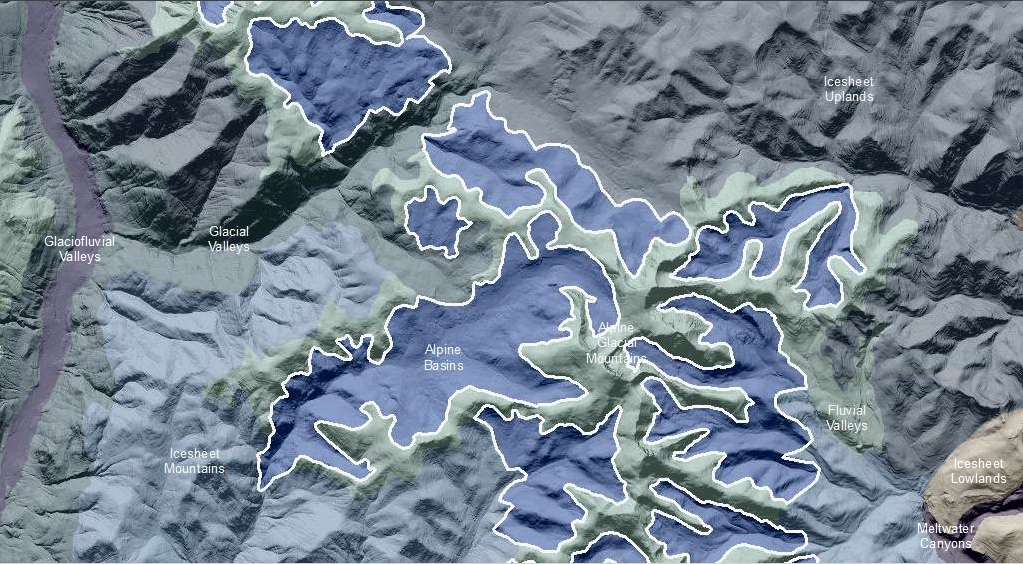 Icesheet
Uplands
Glaciofluvial
Valleys
Glacial
Valleys
Alpine
Glacial
Mountains
Alpine
Basins
Fluvial
Valleys
Icesheet
Mountains
Icesheet
Lowlands
Meltwater
Canyons